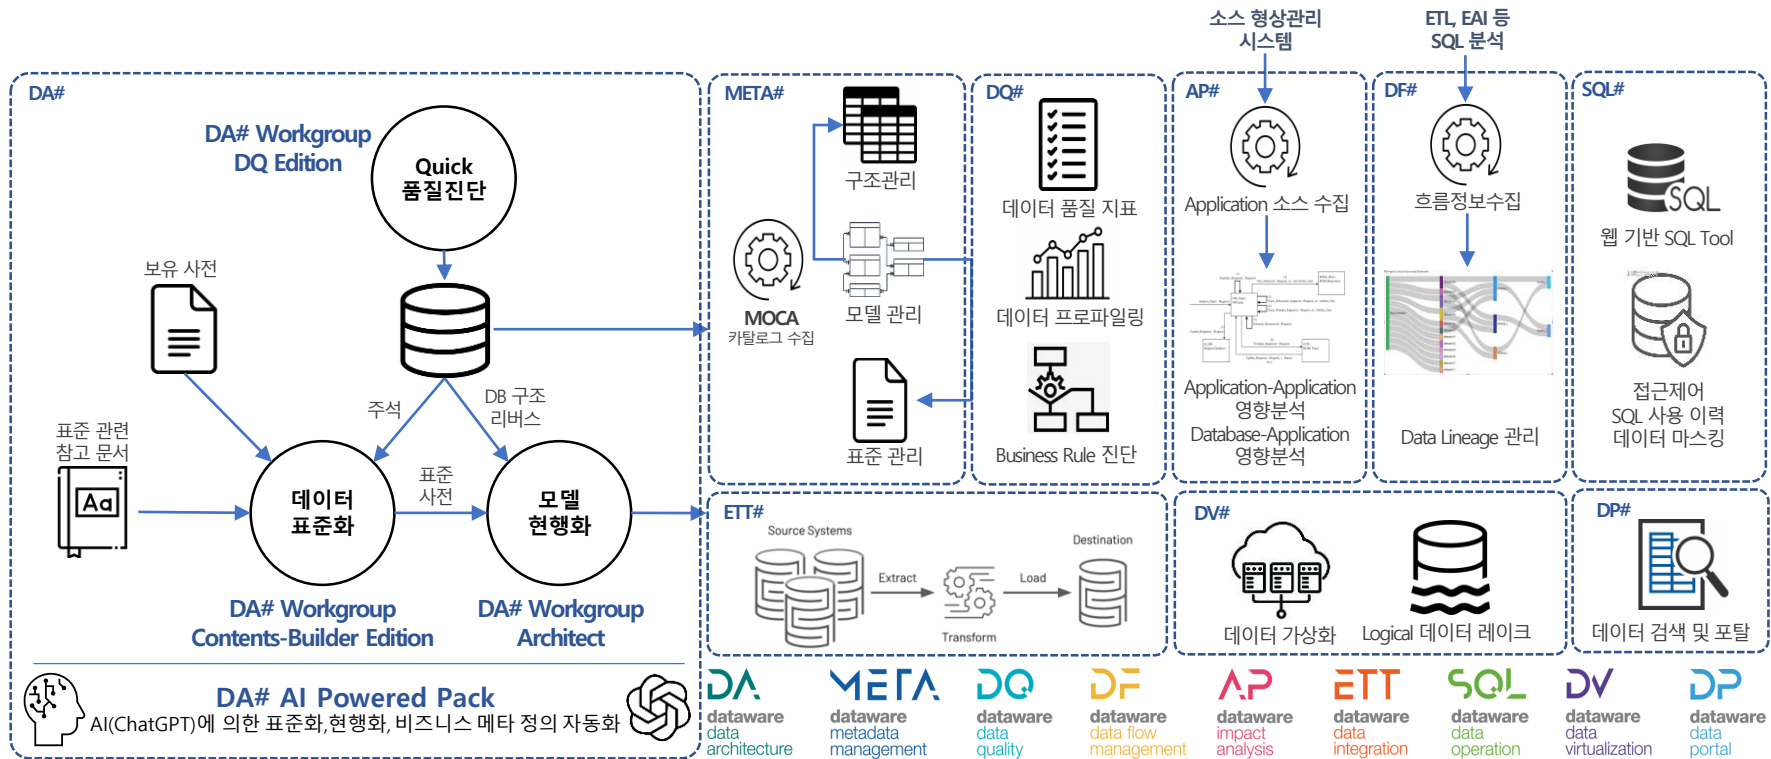 소스 형상관리
시스템
ETL, EAI 등
SQL 분석
DA#
DA# Workgroup
DQ Edition
Quick
품질진단
보유 사전
주석
DB 구조
리버스
표준 관련
참고 문서
Aa
데이터
표준화
표준
사전
모델
현행화
DA# Workgroup
Contents-Builder Edition
DA# Workgroup
Architect
DA# AI Powered Pack
AI(ChatGPT)에 의한 표준화,현행화, 비즈니스 메타 정의 자동화
META#
구조관리
MOCA
카탈로그 수집
모델 관리
표준 관리
DQ#
데이터 품질 지표
데이터 프로파일링
Business Rule 진단
AP#
Application 소스 수집
Application-Application
영향분석
Database-Application
영향분석
DF#
흐름정보수집
Data Lineage 관리
SQL#
SQL
웹 기반 SQL Tool
접근제어
SQL 사용 이력
데이터 마스킹
ETT#
Source Systems
Extract
Transform
Load
Destination
DV#
데이터 가상화
Logical 데이터 레이크
DP#
데이터 검색 및 포탈
DA
dataware
data
architecture
META
dataware
metadata
management
DQ
dataware
data
quality
DF
dataware
data flow
management
AP
dataware
impact
analysis
ETT
dataware
data
integration
SQL
dataware
data
operation
DV
dataware
data
virtualization
DP
dataware
data
portal